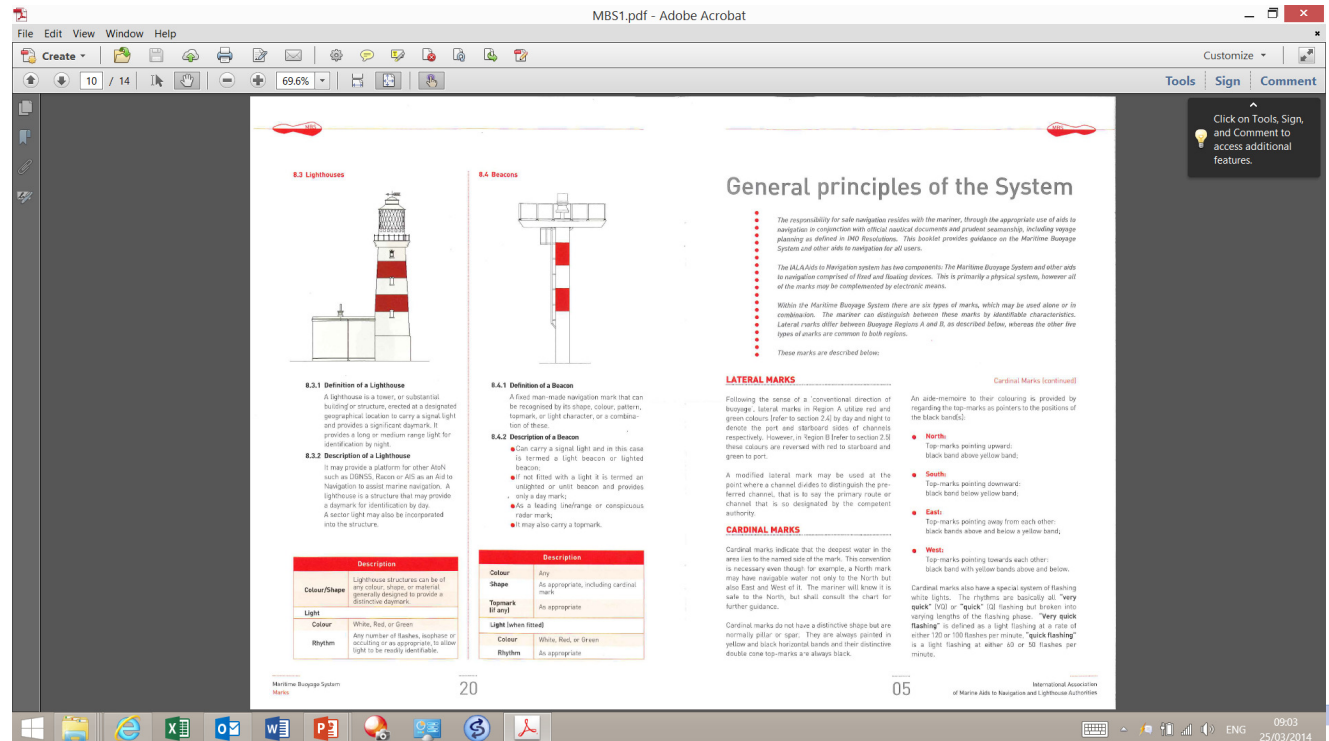 MBS1.pdf - Adobe Acrobat
File Edit View Window Help
Create
Customize
10 / 14
69.6%
Tools Sign Comment
Click on Tools, Sign,
and Comment to
access additional
features.
MBS
8.3 Lighthouses
8.3.1 Definition of a Lighthouse
A lighthouse is a tower, or substantial
building or structure, erected at a designated
geographical location to carry a signal light
and provides a significant daymark. It
provides a long or medium range light for
identification by night.
8.3.2 Description of a Lighthouse
It may provide a platform for other AtoN
such as DGNSS, Racon or AIS as an Aid to
Navigation to assist marine navigation. A
lighthouse is a structure that may provide
a daymark for identification by day.
A sector light may also be incorporated
into the structure.
Description
Colour/Shape
Lighthouse structures can be of
any colour, shape, or material
generally designed to provide a
distinctive daymark.
Light
Colour White, Red, or Green
Rhythm
Any number of flashes, isophase or
occulting or as appropriate, to allow
light to be readily identifiable.
8.4 Beacons
8.4.1 Definition of a Beacon
A fixed man-made navigation mark that can
be recognised by its shape, colour, pattern,
topmark, or light character, or a combina-
tion of these.
8.4.2 Description of a Beacon
● Can carry a signal light and in this case
is termed a light beacon or lighted
beacon;
● If not fitted with a light it is termed an
unlighted or unlit beacon and provides
only a day mark;
● As a leading line/range or conspicuous
radar mark;
● It may also carry a topmark.
Description
Colour Any
Shape As appropriate, including cardinal
mark
Topmark
(if any) As appropriate
Light (when fitted)
Colour White, Red, or Green
Rhythm As appropriate
Maritime Buoyage System
Marks
20
MBS
General principles of the System
The responsibility for safe navigation resides with the mariner, through the appropriate use of aids to
navigation in conjunction with official nautical documents and prudent seamanship, including voyage
planning as defined in IMO Resolutions. This booklet provides guidance on the Maritime Buoyage
System and other aids to navigation for all users.
The IALA Aids to Navigation system has two components: The Maritime Buoyage System and other aids
to navigation comprised of fixed and floating devices. This is primarily a physical system, however all
of the marks may be complemented by electronic means.
Within the Maritime Buoyage System there are six types of marks, which may be used alone or in
combination. The mariner can distinguish between these marks by identifiable characteristics.
Lateral marks differ between Buoyage Regions A and B, as described below, whereas the other five
types of marks are common to both regions.
These marks are described below:
LATERAL MARKS
Following the sense of a 'conventional direction of
buoyage', lateral marks in Region A utilize red and
green colours (refer to section 2.4) by day and night to
denote the port and starboard sides of channels
respectively. However, in Region B (refer to section 2.5)
these colours are reversed with red to starboard and
green to port.
A modified lateral mark may be used at the
point where a channel divides to distinguish the pre-
ferred channel, that is to say the primary route or
channel that is so designated by the competent
authority.
CARDINAL MARKS
Cardinal marks indicate that the deepest water in the
area lies to the named side of the mark. This convention
is necessary even though for example, a North mark
may have navigable water not only to the North but
also East and West of it. The mariner will know it is
safe to the North, but shall consult the chart for
further guidance.
Cardinal marks do not have a distinctive shape but are
normally pillar or spar. They are always painted in
yellow and black horizontal bands and their distinctive
double cone top-marks are always black.
Cardinal Marks (continued)
An aide-memoire to their colouring is provided by
regarding the top-marks as pointers to the positions of
the black band(s):
● North:
Top-marks pointing upward:
black band above yellow band;
● South:
Top-marks pointing downward:
black band below yellow band;
● East:
Top-marks pointing away from each other:
black bands above and below a yellow band;
● West:
Top-marks pointing towards each other:
black band with yellow bands above and below.
Cardinal marks also have a special system of flashing
white lights. The rhythms are basically all "very
quick" (VQ) or "quick" (Q) flashing but broken into
varying lengths of the flashing phase. "Very quick
flashing" is defined as a light flashing at a rate of
either 120 or 100 flashes per minute, "quick flashing"
is a light flashing at either 60 or 50 flashes per
minute.
05
International Association
of Marine Aids to Navigation and Lighthouse Authorities
ENG
09:03
25/03/2014